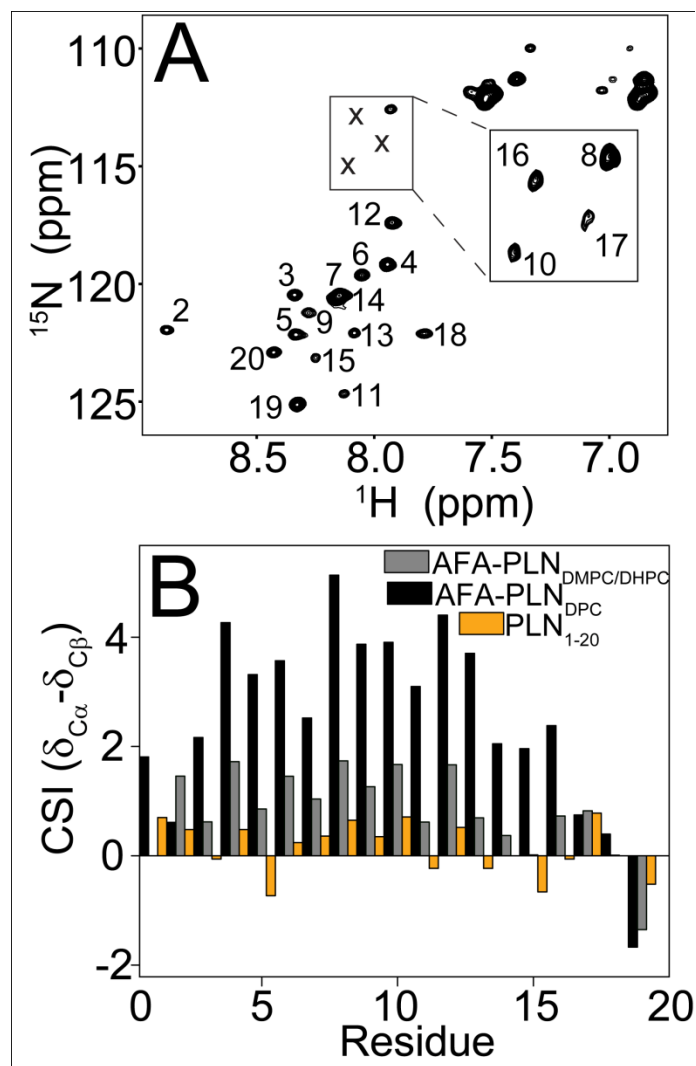 A
110
115
120
125
15N (ppm)
x
x
x
16
8
10
17
12
6
4
3
7
14
2
5
9
13
18
20
15
19
11
8.5 8.0 7.5 7.0
1H (ppm)
B
AFA-PLNDMPC/DHPC
AFA-PLNDPC
PLN1-20
CSI (δCα-δCβ)
4
2
0
-2
0 5 10 15 20
Residue